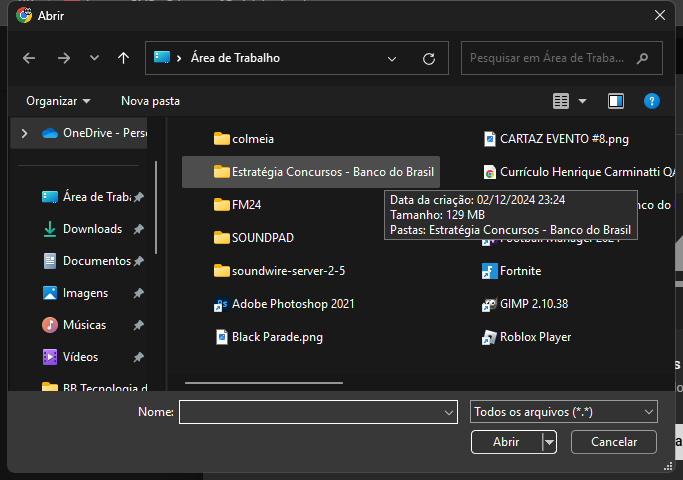 Abrir
Área de Trabalho
Pesquisar em Área de Traba...
Organizar
Nova pasta
OneDrive - Pers
Área de Traba
Downloads
Documentos
Imagens
Músicas
Vídeos
BB Tecnologia d
colmeia
Estratégia Concursos - Banco do Brasil
FM24
SOUNDPAD
soundwire-server-2-5
Adobe Photoshop 2021
Black Parade.png
CARTAZ EVENTO #8.png
Currículo Henrique Carminatti QA
nco do B
Football Manager 2024
Fortnite
GIMP 2.10.38
Roblox Player
Data da criação: 02/12/2024 23:24
Tamanho: 129 MB
Pastas: Estratégia Concursos - Banco do Brasil
Nome:
Todos os arquivos (*.*)
Abrir
Cancelar